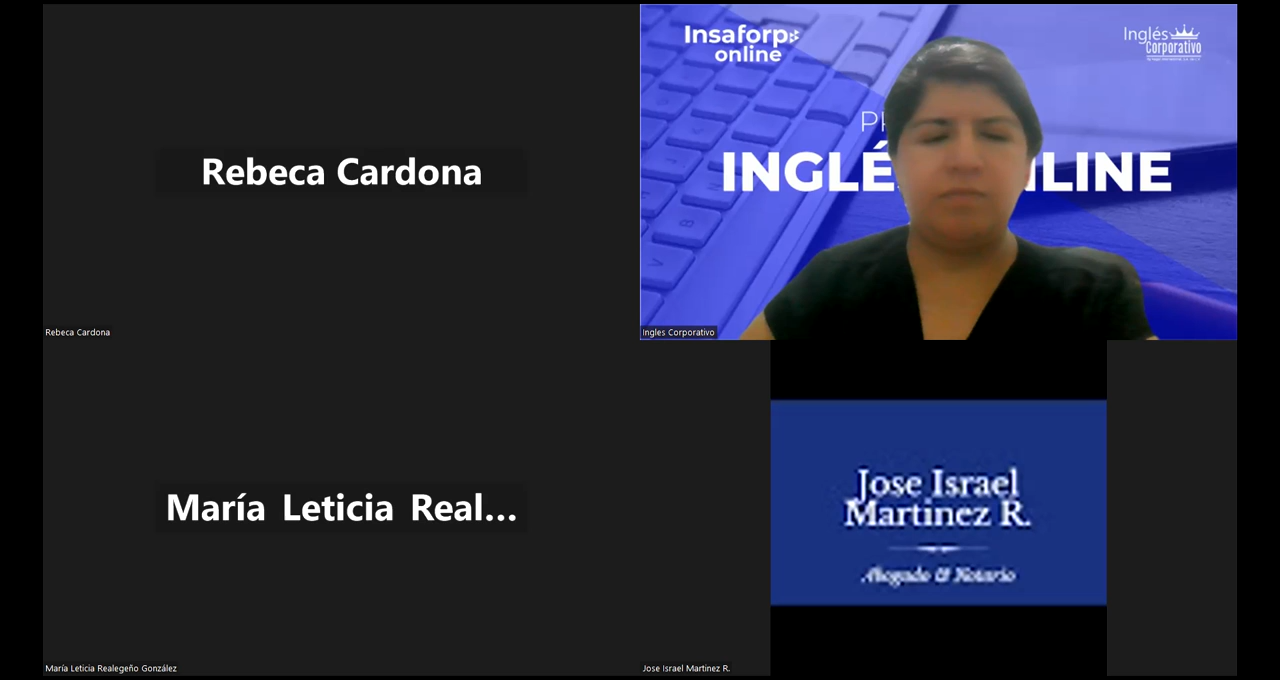 Rebeca Cardona
Rebeca Cardona
Insaforp
online
Inglés
Corporativo
INGLÉ
NLINE
Ingles Corporativo
María Leticia Real...
María Leticia Realegeño González
Jose Israel
Martinez R.
Abogado & Notario
Jose Israel Martinez R.